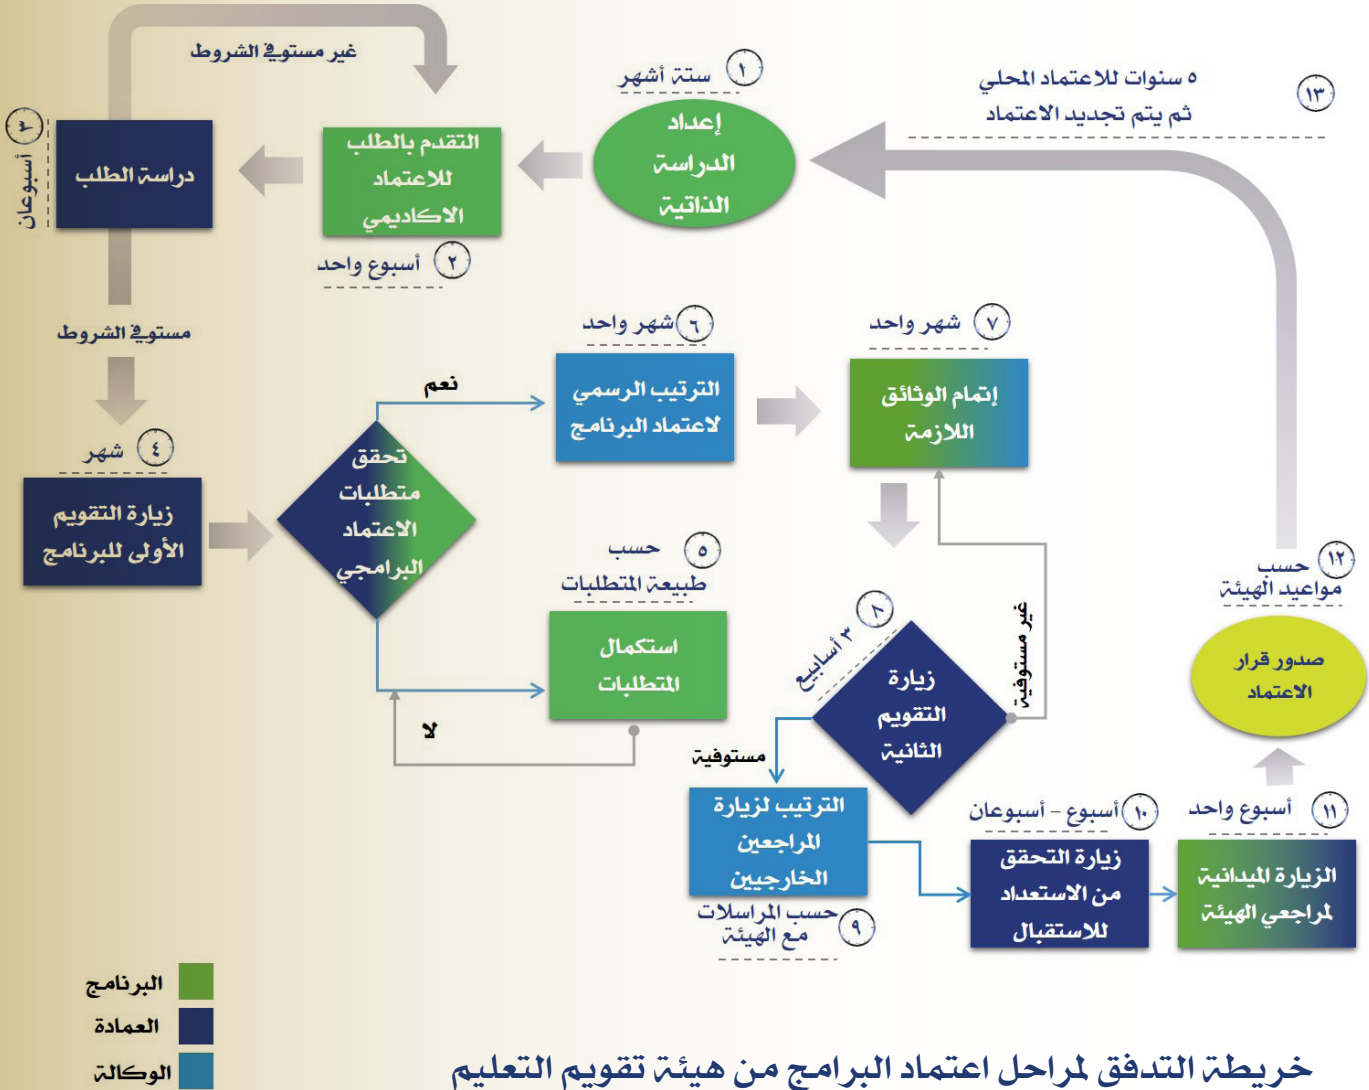 ١
ستة أشهر
إعداد
الدراسة
الذاتية
التقدم بالطلب
للاعتماد
الاكاديمي
٢
أسبوع واحد
غير مستوفي الشروط
٣
أسبوعان
دراسة الطلب
مستوفي الشروط
٤
شهر
زيارة التقويم
الأولى للبرنامج
تحقق
متطلبات
الاعتماد
البرامجي
نعم
لا
٥
حسب
طبيعة المتطلبات
استكمال
المتطلبات
٦
شهر واحد
الترتيب الرسمي
لاعتماد البرنامج
٧
شهر واحد
إتمام الوثائق
اللازمة
٨
٣ أسابيع
زيارة
التقويم
الثانية
غير مستوفية
مستوفية
الترتيب لزيارة
المراجعين
الخارجيين
٩
حسب المراسلات
مع الهيئة
١٠
أسبوع – أسبوعان
زيارة التحقق
من الاستعداد
للاستقبال
١١
أسبوع واحد
الزيارة الميدانية
لمراجعي الهيئة
١٢
حسب
مواعيد الهيئة
صدور قرار
الاعتماد
١٣
٥ سنوات للاعتماد المحلي
ثم يتم تجديد الاعتماد
البرنامج
العمادة
الوكالة
خريطة التدفق لمراحل اعتماد البرامج من هيئة تقويم التعليم